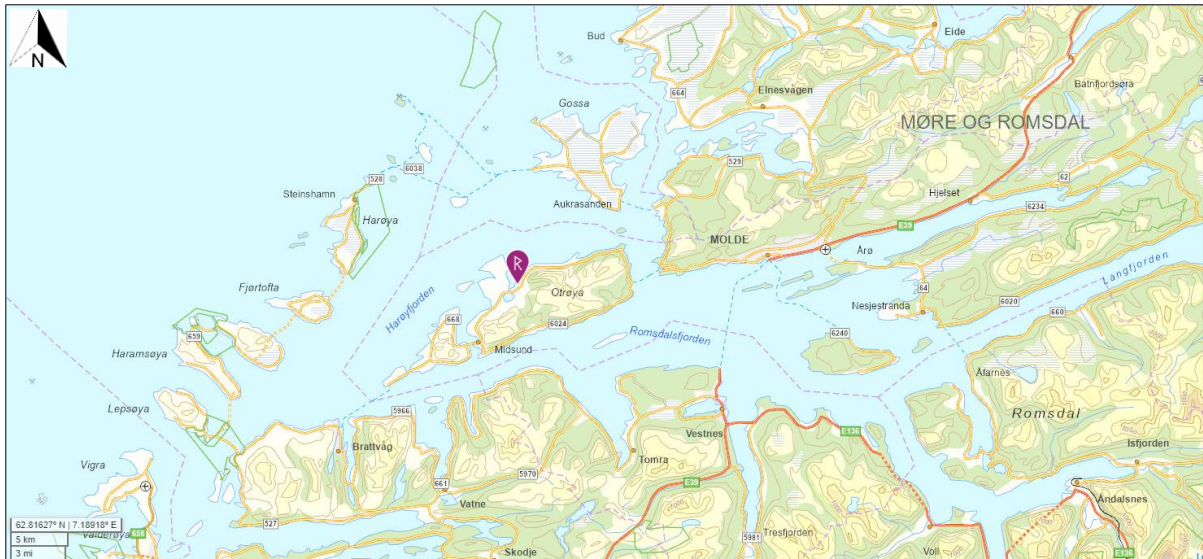 N
Bud
Eide
664
Elnesvågen
Batnfjordsøra
Gossa
MØRE OG ROMSDAL
6038
528
529
62
Steinshamn
Hjelset
6234
Harøya
Aukrasanden
E39
MOLDE
Årø
Langfjorden
Fjørtofta
Otrøya
64
Harøyfjorden
Nesjestranda
6020
668
6024
660
659
Romsdalsfjorden
6240
Haramsøya
Midsund
Åfarnes
Lepsøya
5966
Romsdal
Vestnes
E136
Brattvåg
Isfjorden
Vigra
Tomra
5970
661
E39
Åndalsnes
Vatne
62.81627° N | 7.18918° E
Valderøya
658
527
5 km
Tresfjorden
5981
Voll
3 mi
Skodje
E136